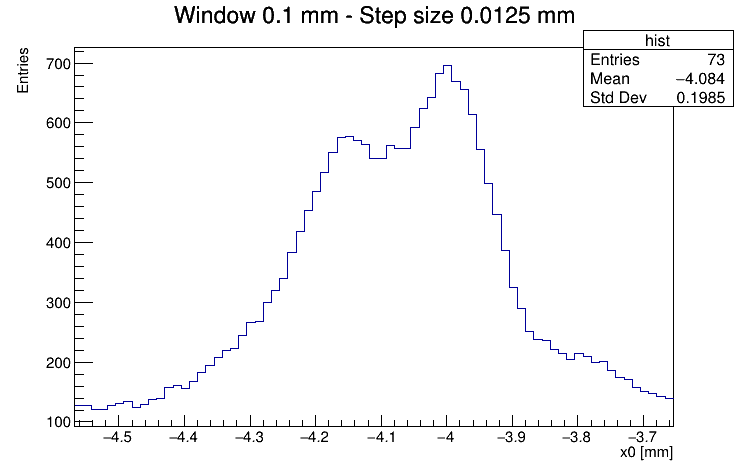 Window 0.1 mm - Step size 0.0125 mm
hist
Entries 73
Mean −4.084
Std Dev 0.1985
Entries
700
600
500
400
300
200
100
−4.5 −4.4 −4.3 −4.2 −4.1 −4 −3.9 −3.8 −3.7
x0 [mm]